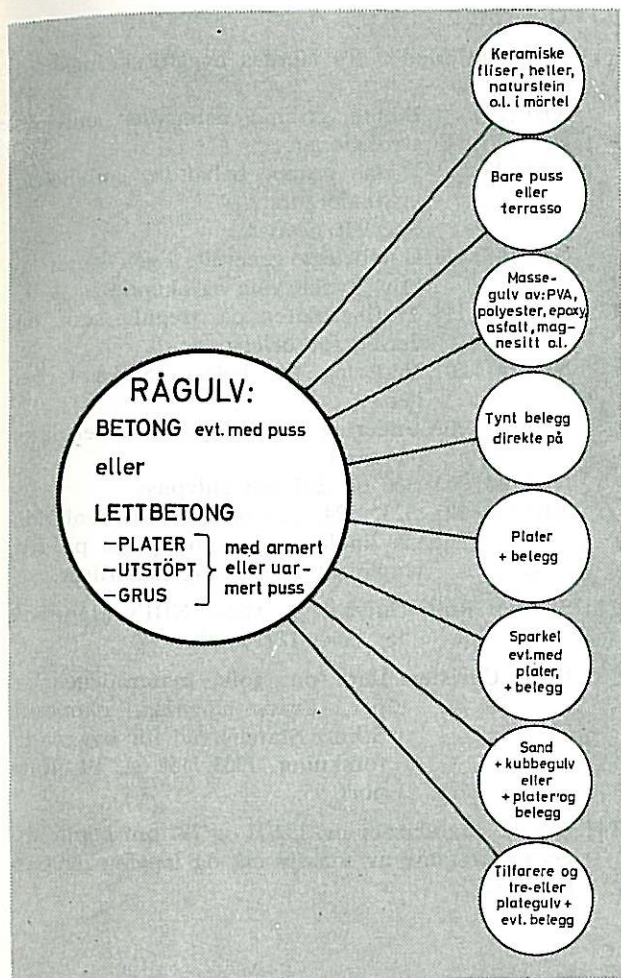 Keramiske
fliser, heller,
naturstein
o.l. i mörtel
Bare puss
eller
terrasso
Masse-
gulv av: PVA,
polyester, epoxy,
asfalt, mag-
nesitt o.l.
RÅGULV:
BETONG evt. med puss
eller
LETTBETONG
–PLATER
–UTSTÖPT
–GRUS
med armert
eller uar-
mert puss
Tynt belegg
direkte på
Plater
+ belegg
Sparkel
evt. med
plater,
+ belegg
Sand
+ kubbegulv
eller
+ plater og
belegg
Tilfarere og
tre- eller
plategulv +
evt. belegg